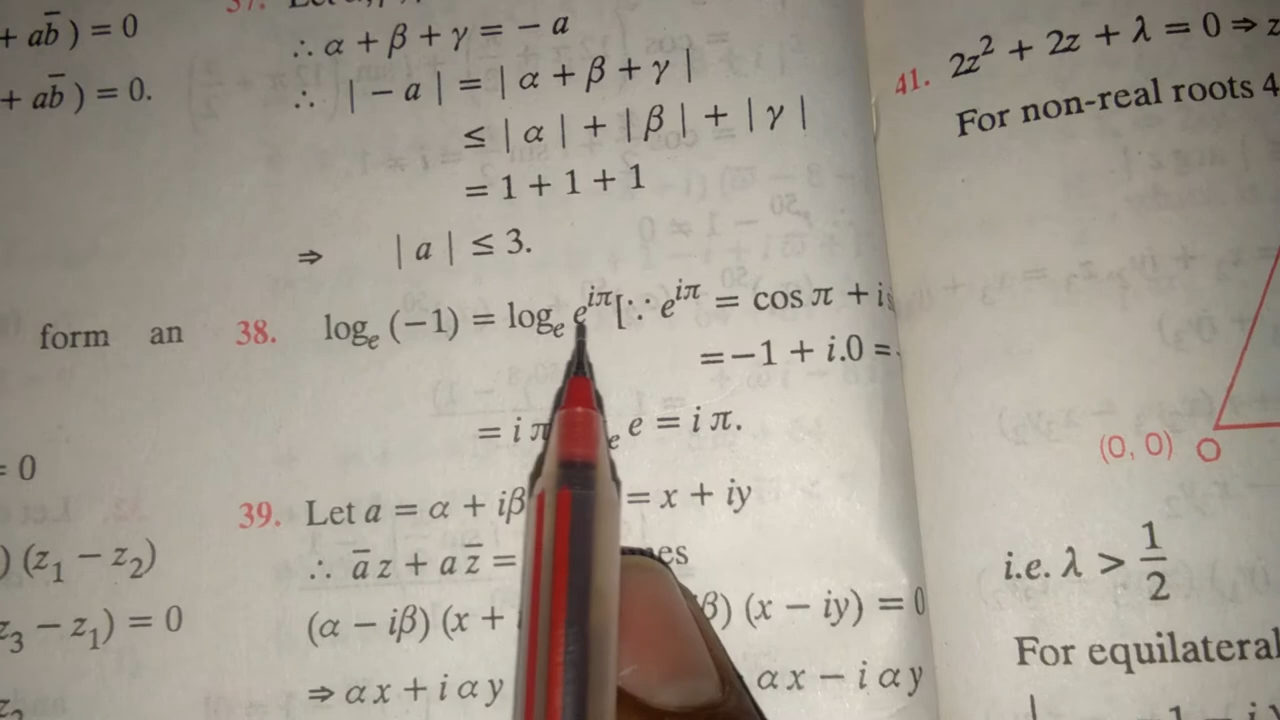 + ab̄ ) = 0
+ ab̄ ) = 0.
form an
= 0
) (z₁ − z₂)
z₃ − z₁) = 0
37.
∴ α + β + γ = − a
∴ | − a | = | α + β + γ |
≤ | α | + | β | + | γ |
= 1 + 1 + 1
⇒ | a | ≤ 3.
38. logₑ (−1) = logₑ e^{iπ} [∵ e^{iπ} = cos π + i
= −1 + i.0 =
= i π e = i π.
39. Let a = α + iβ = x + iy
∴ āz + az̄ =
(α − iβ) (x + β) (x − iy) = 0
⇒ αx + iαy αx − iαy
41. 2z² + 2z + λ = 0 ⇒ z
For non-real roots 4
(0, 0) O
i.e. λ > 1/2
For equilateral